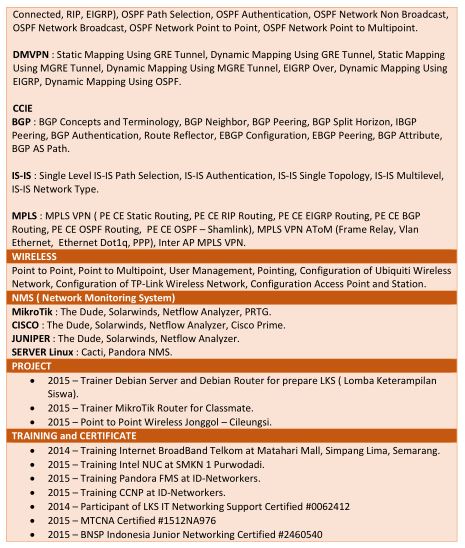 Connected, RIP, EIGRP), OSPF Path Selection, OSPF Authentication, OSPF Network Non Broadcast,
OSPF Network Broadcast, OSPF Network Point to Point, OSPF Network Point to Multipoint.
DMVPN : Static Mapping Using GRE Tunnel, Dynamic Mapping Using GRE Tunnel, Static Mapping
Using MGRE Tunnel, Dynamic Mapping Using MGRE Tunnel, EIGRP Over, Dynamic Mapping Using
EIGRP, Dynamic Mapping Using OSPF.
CCIE
BGP : BGP Concepts and Terminology, BGP Neighbor, BGP Peering, BGP Split Horizon, IBGP
Peering, BGP Authentication, Route Reflector, EBGP Configuration, EBGP Peering, BGP Attribute,
BGP AS Path.
IS-IS : Single Level IS-IS Path Selection, IS-IS Authentication, IS-IS Single Topology, IS-IS Multilevel,
IS-IS Network Type.
MPLS : MPLS VPN ( PE CE Static Routing, PE CE RIP Routing, PE CE EIGRP Routing, PE CE BGP
Routing, PE CE OSPF Routing, PE CE OSPF – Shamlink), MPLS VPN AToM (Frame Relay, Vlan
Ethernet, Ethernet Dot1q, PPP), Inter AP MPLS VPN.
WIRELESS
Point to Point, Point to Multipoint, User Management, Pointing, Configuration of Ubiquiti Wireless
Network, Configuration of TP-Link Wireless Network, Configuration Access Point and Station.
NMS ( Network Monitoring System)
MikroTik : The Dude, Solarwinds, Netflow Analyzer, PRTG.
CISCO : The Dude, Solarwinds, Netflow Analyzer, Cisco Prime.
JUNIPER : The Dude, Solarwinds, Netflow Analyzer.
SERVER Linux : Cacti, Pandora NMS.
PROJECT
• 2015 – Trainer Debian Server and Debian Router for prepare LKS ( Lomba Keterampilan
Siswa).
• 2015 – Trainer MikroTik Router for Classmate.
• 2015 – Point to Point Wireless Jonggol – Cileungsi.
TRAINING and CERTIFICATE
• 2014 – Training Internet BroadBand Telkom at Matahari Mall, Simpang Lima, Semarang.
• 2015 – Training Intel NUC at SMKN 1 Purwodadi.
• 2015 – Training Pandora FMS at ID-Networkers.
• 2015 – Training CCNP at ID-Networkers.
• 2014 – Participant of LKS IT Networking Support Certified #0062412
• 2015 – MTCNA Certified #1512NA976
• 2015 – BNSP Indonesia Junior Networking Certified #2460540